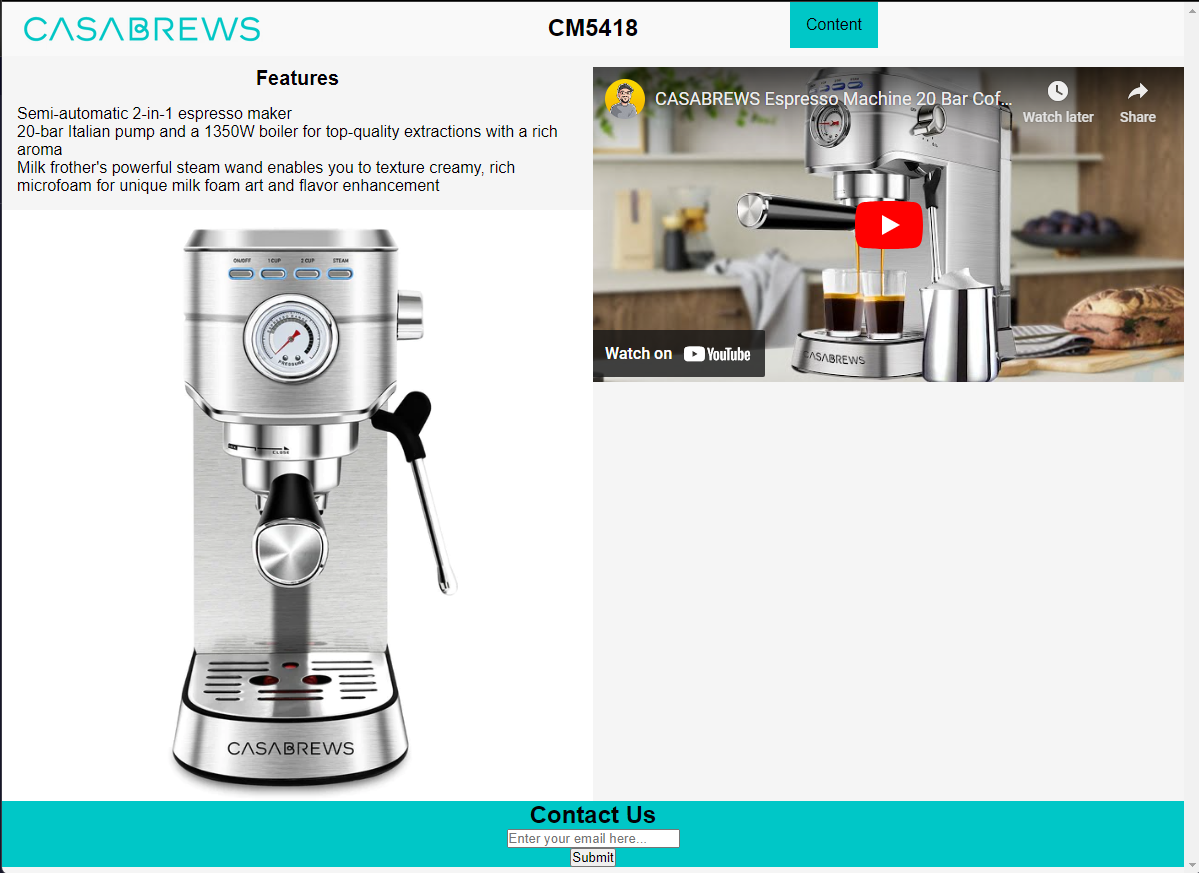 CASABREWS
CM5418
Content
Features
Semi-automatic 2-in-1 espresso maker
20-bar Italian pump and a 1350W boiler for top-quality extractions with a rich
aroma
Milk frother's powerful steam wand enables you to texture creamy, rich
microfoam for unique milk foam art and flavor enhancement
CASABREWS Espresso Machine 20 Bar Cof...
Watch later
Share
CASABREWS
Watch on YouTube
ON/OFF 1 CUP 2 CUP STEAM
PRESSURE
CLOSE
CASABREWS
Contact Us
Enter your email here...
Submit